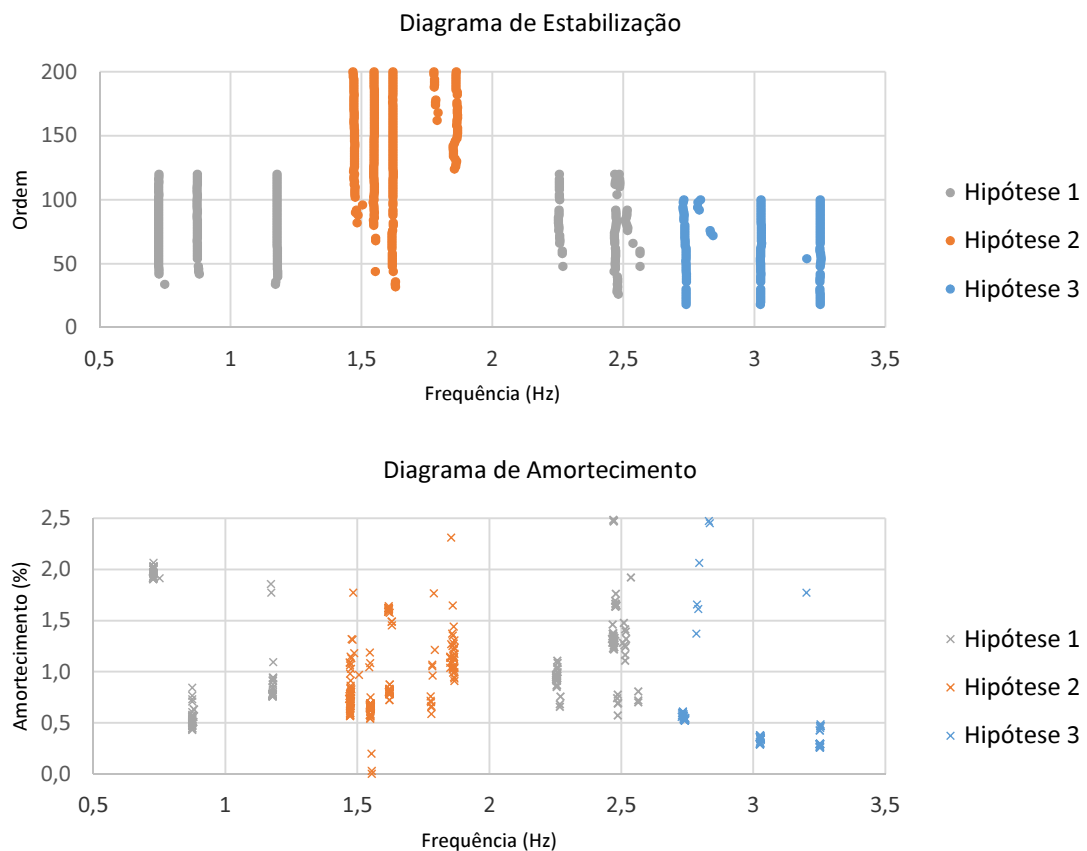 Diagrama de Estabilização
200
150
100
50
0
Ordem
0,5 1 1,5 2 2,5 3 3,5
Frequência (Hz)
Hipótese 1
Hipótese 2
Hipótese 3
Diagrama de Amortecimento
2,5
2,0
1,5
1,0
0,5
0,0
Amortecimento (%)
0,5 1 1,5 2 2,5 3 3,5
Frequência (Hz)
Hipótese 1
Hipótese 2
Hipótese 3